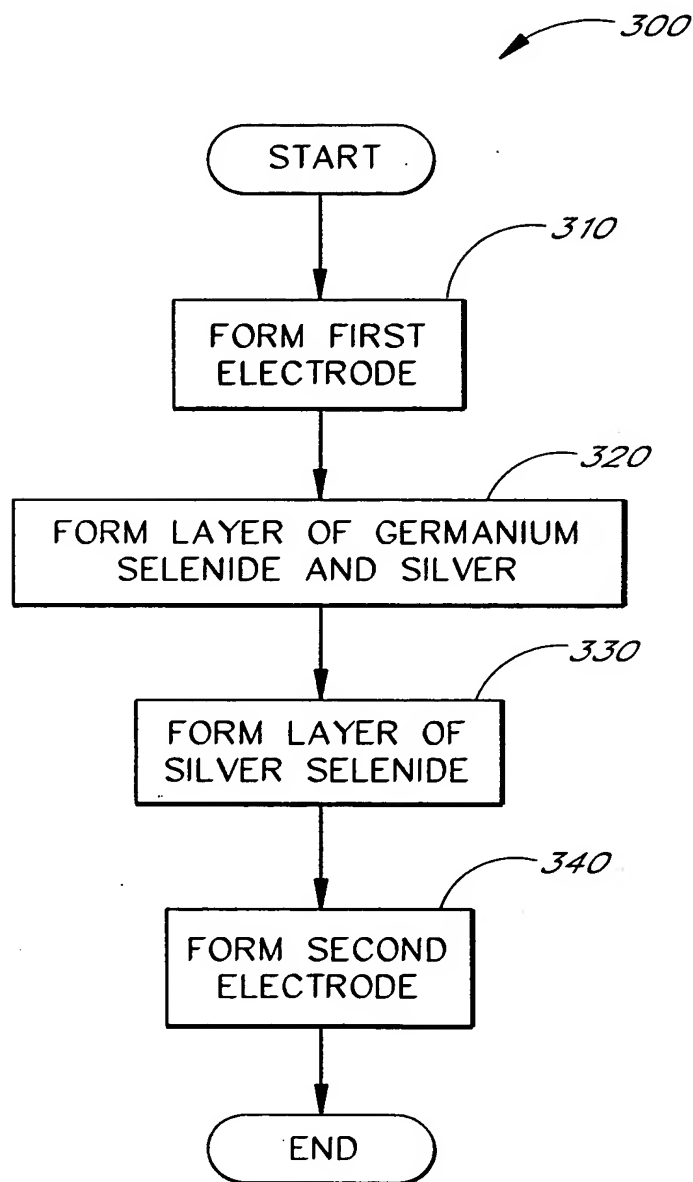 300
START
310
FORM FIRST
ELECTRODE
320
FORM LAYER OF GERMANIUM
SELENIDE AND SILVER
330
FORM LAYER OF
SILVER SELENIDE
340
FORM SECOND
ELECTRODE
END